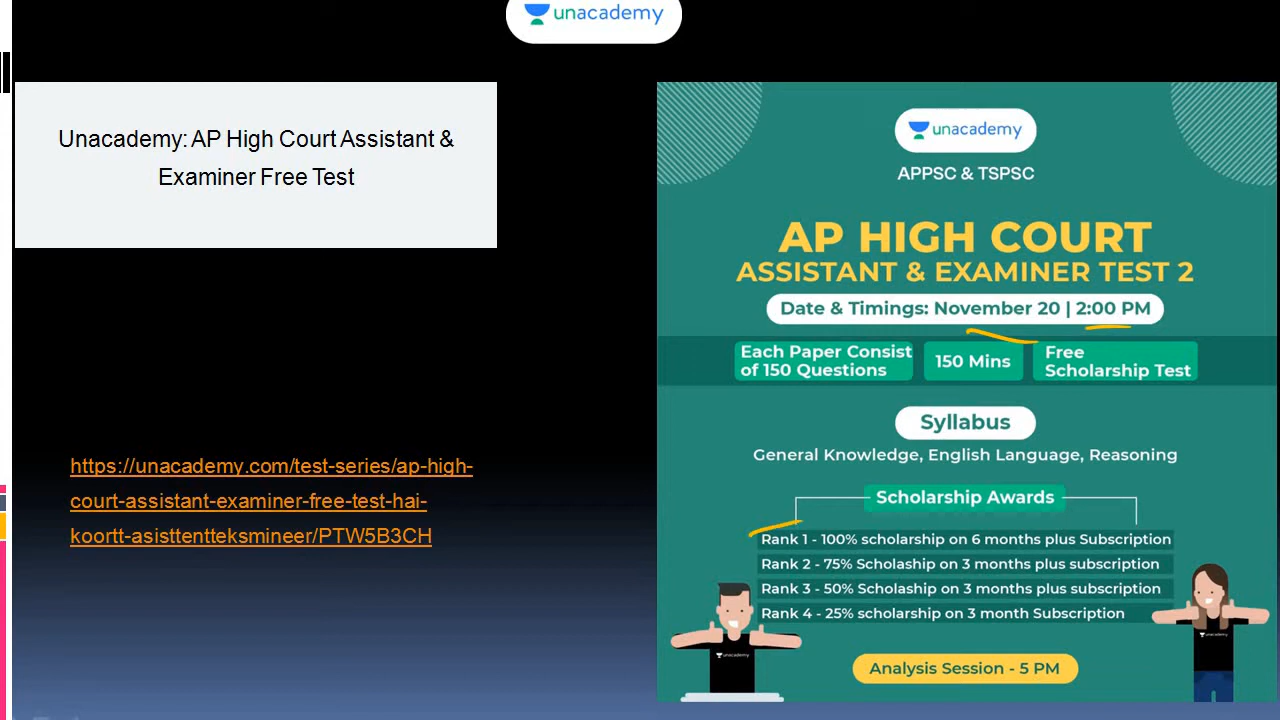 unacademy
Unacademy: AP High Court Assistant &
Examiner Free Test
https://unacademy.com/test-series/ap-high-
court-assistant-examiner-free-test-hai-
koortt-asisttentteksmineer/PTW5B3CH
unacademy
APPSC & TSPSC
AP HIGH COURT
ASSISTANT & EXAMINER TEST 2
Date & Timings: November 20 | 2:00 PM
Each Paper Consist
of 150 Questions
150 Mins
Free
Scholarship Test
Syllabus
General Knowledge, English Language, Reasoning
Scholarship Awards
Rank 1 - 100% scholarship on 6 months plus Subscription
Rank 2 - 75% Scholaship on 3 months plus subscription
Rank 3 - 50% Scholaship on 3 months plus subscription
Rank 4 - 25% scholarship on 3 month Subscription
unacademy
unacademy
Analysis Session - 5 PM